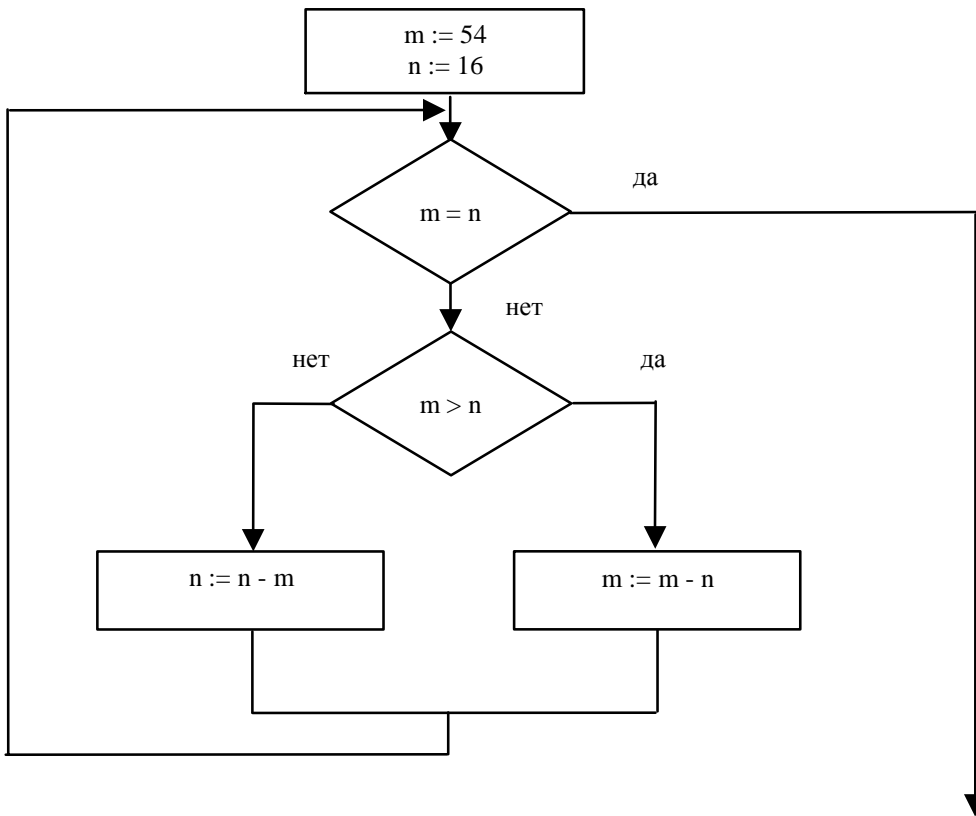 m := 54
n := 16
да
m = n
нет
нет
да
m > n
n := n - m
m := m - n